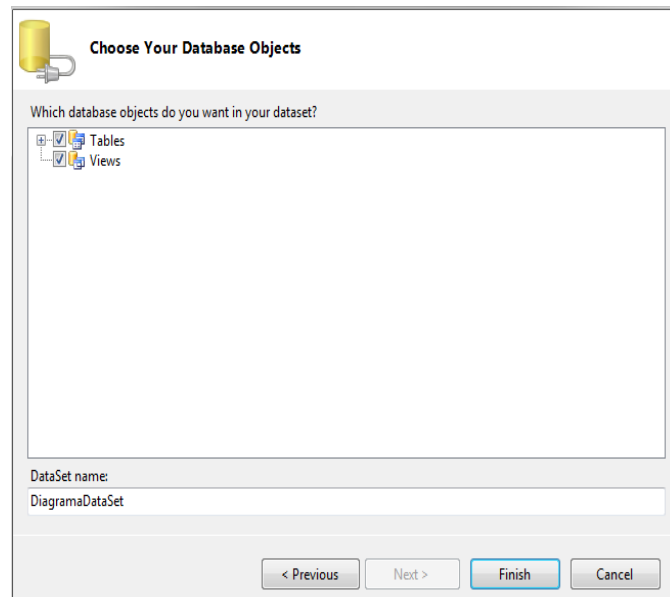 Choose Your Database Objects
Which database objects do you want in your dataset?
Tables
Views
DataSet name:
DiagramaDataSet
< Previous Next > Finish Cancel